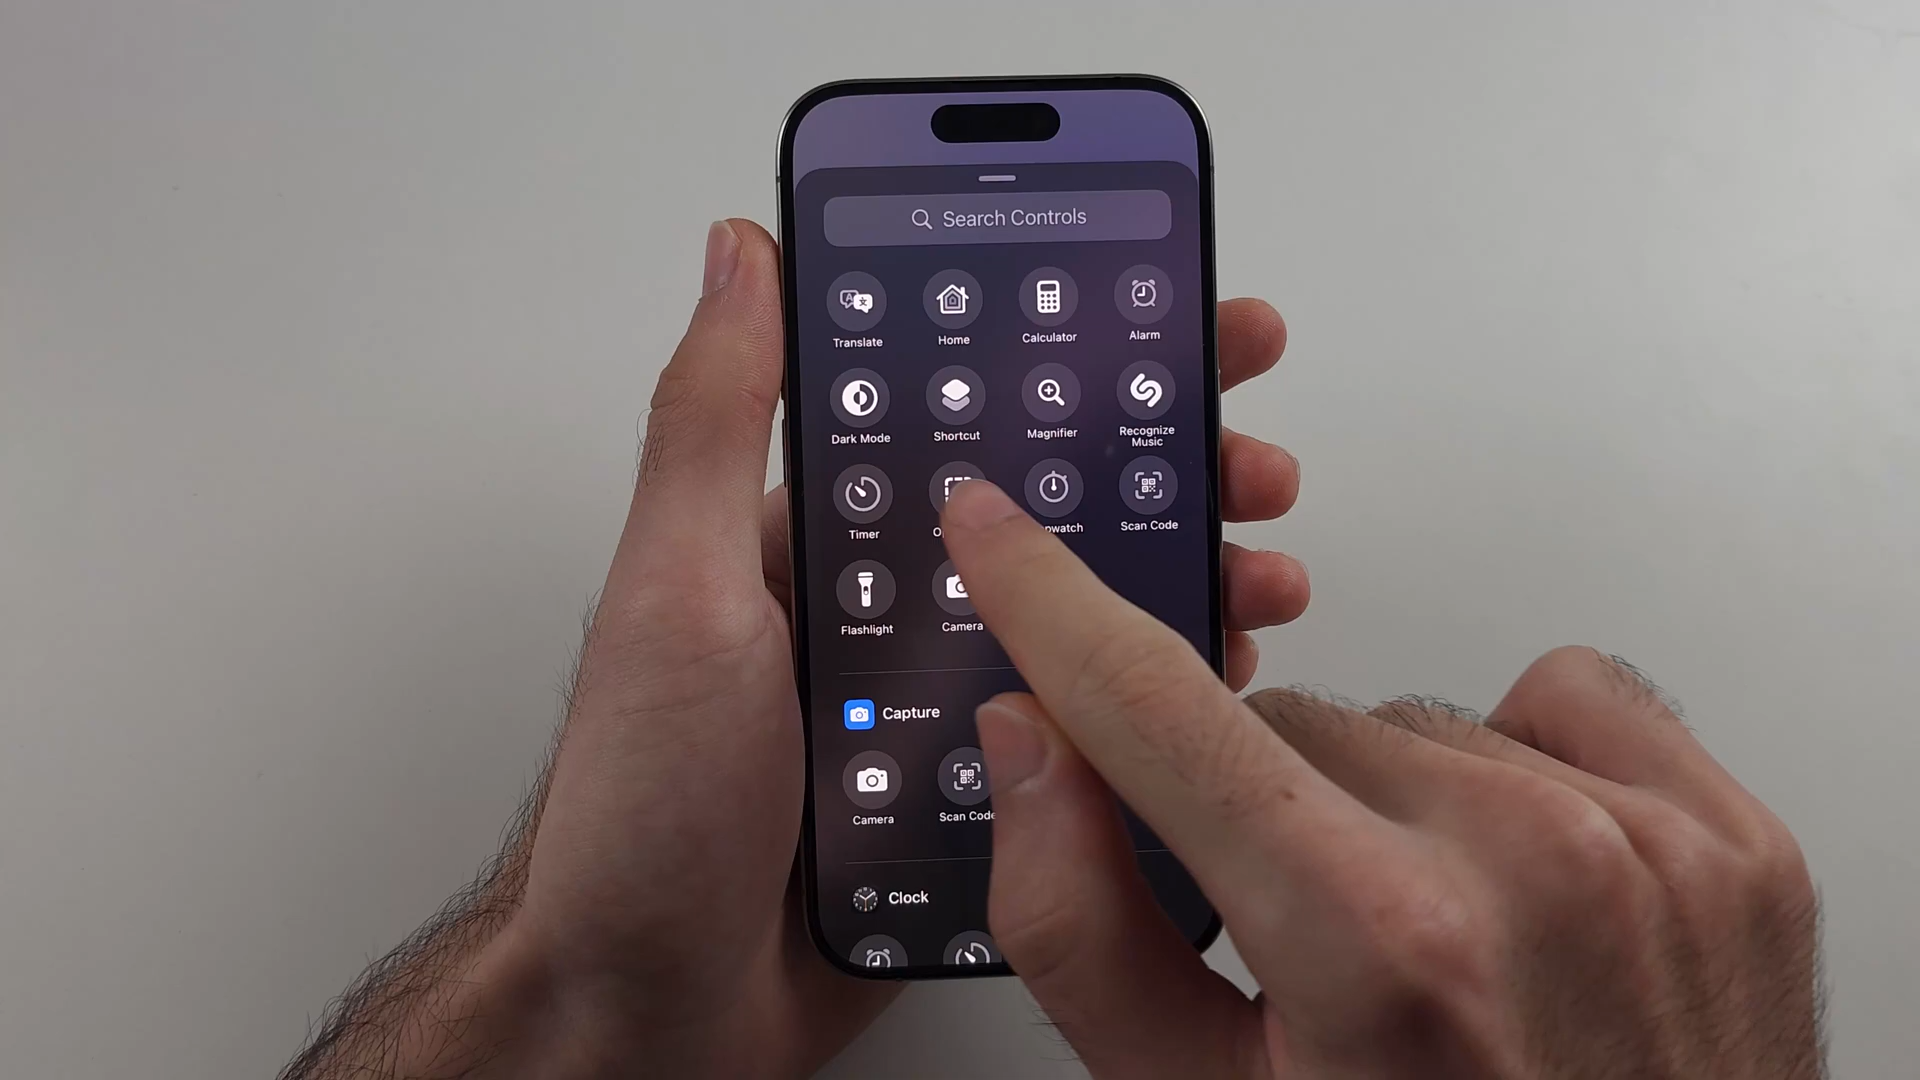 Search Controls
Translate
Home
Calculator
Alarm
Dark Mode
Shortcut
Magnifier
Recognize
Music
Timer
Scan Code
Flashlight
Camera
Capture
Camera
Scan Code
Clock